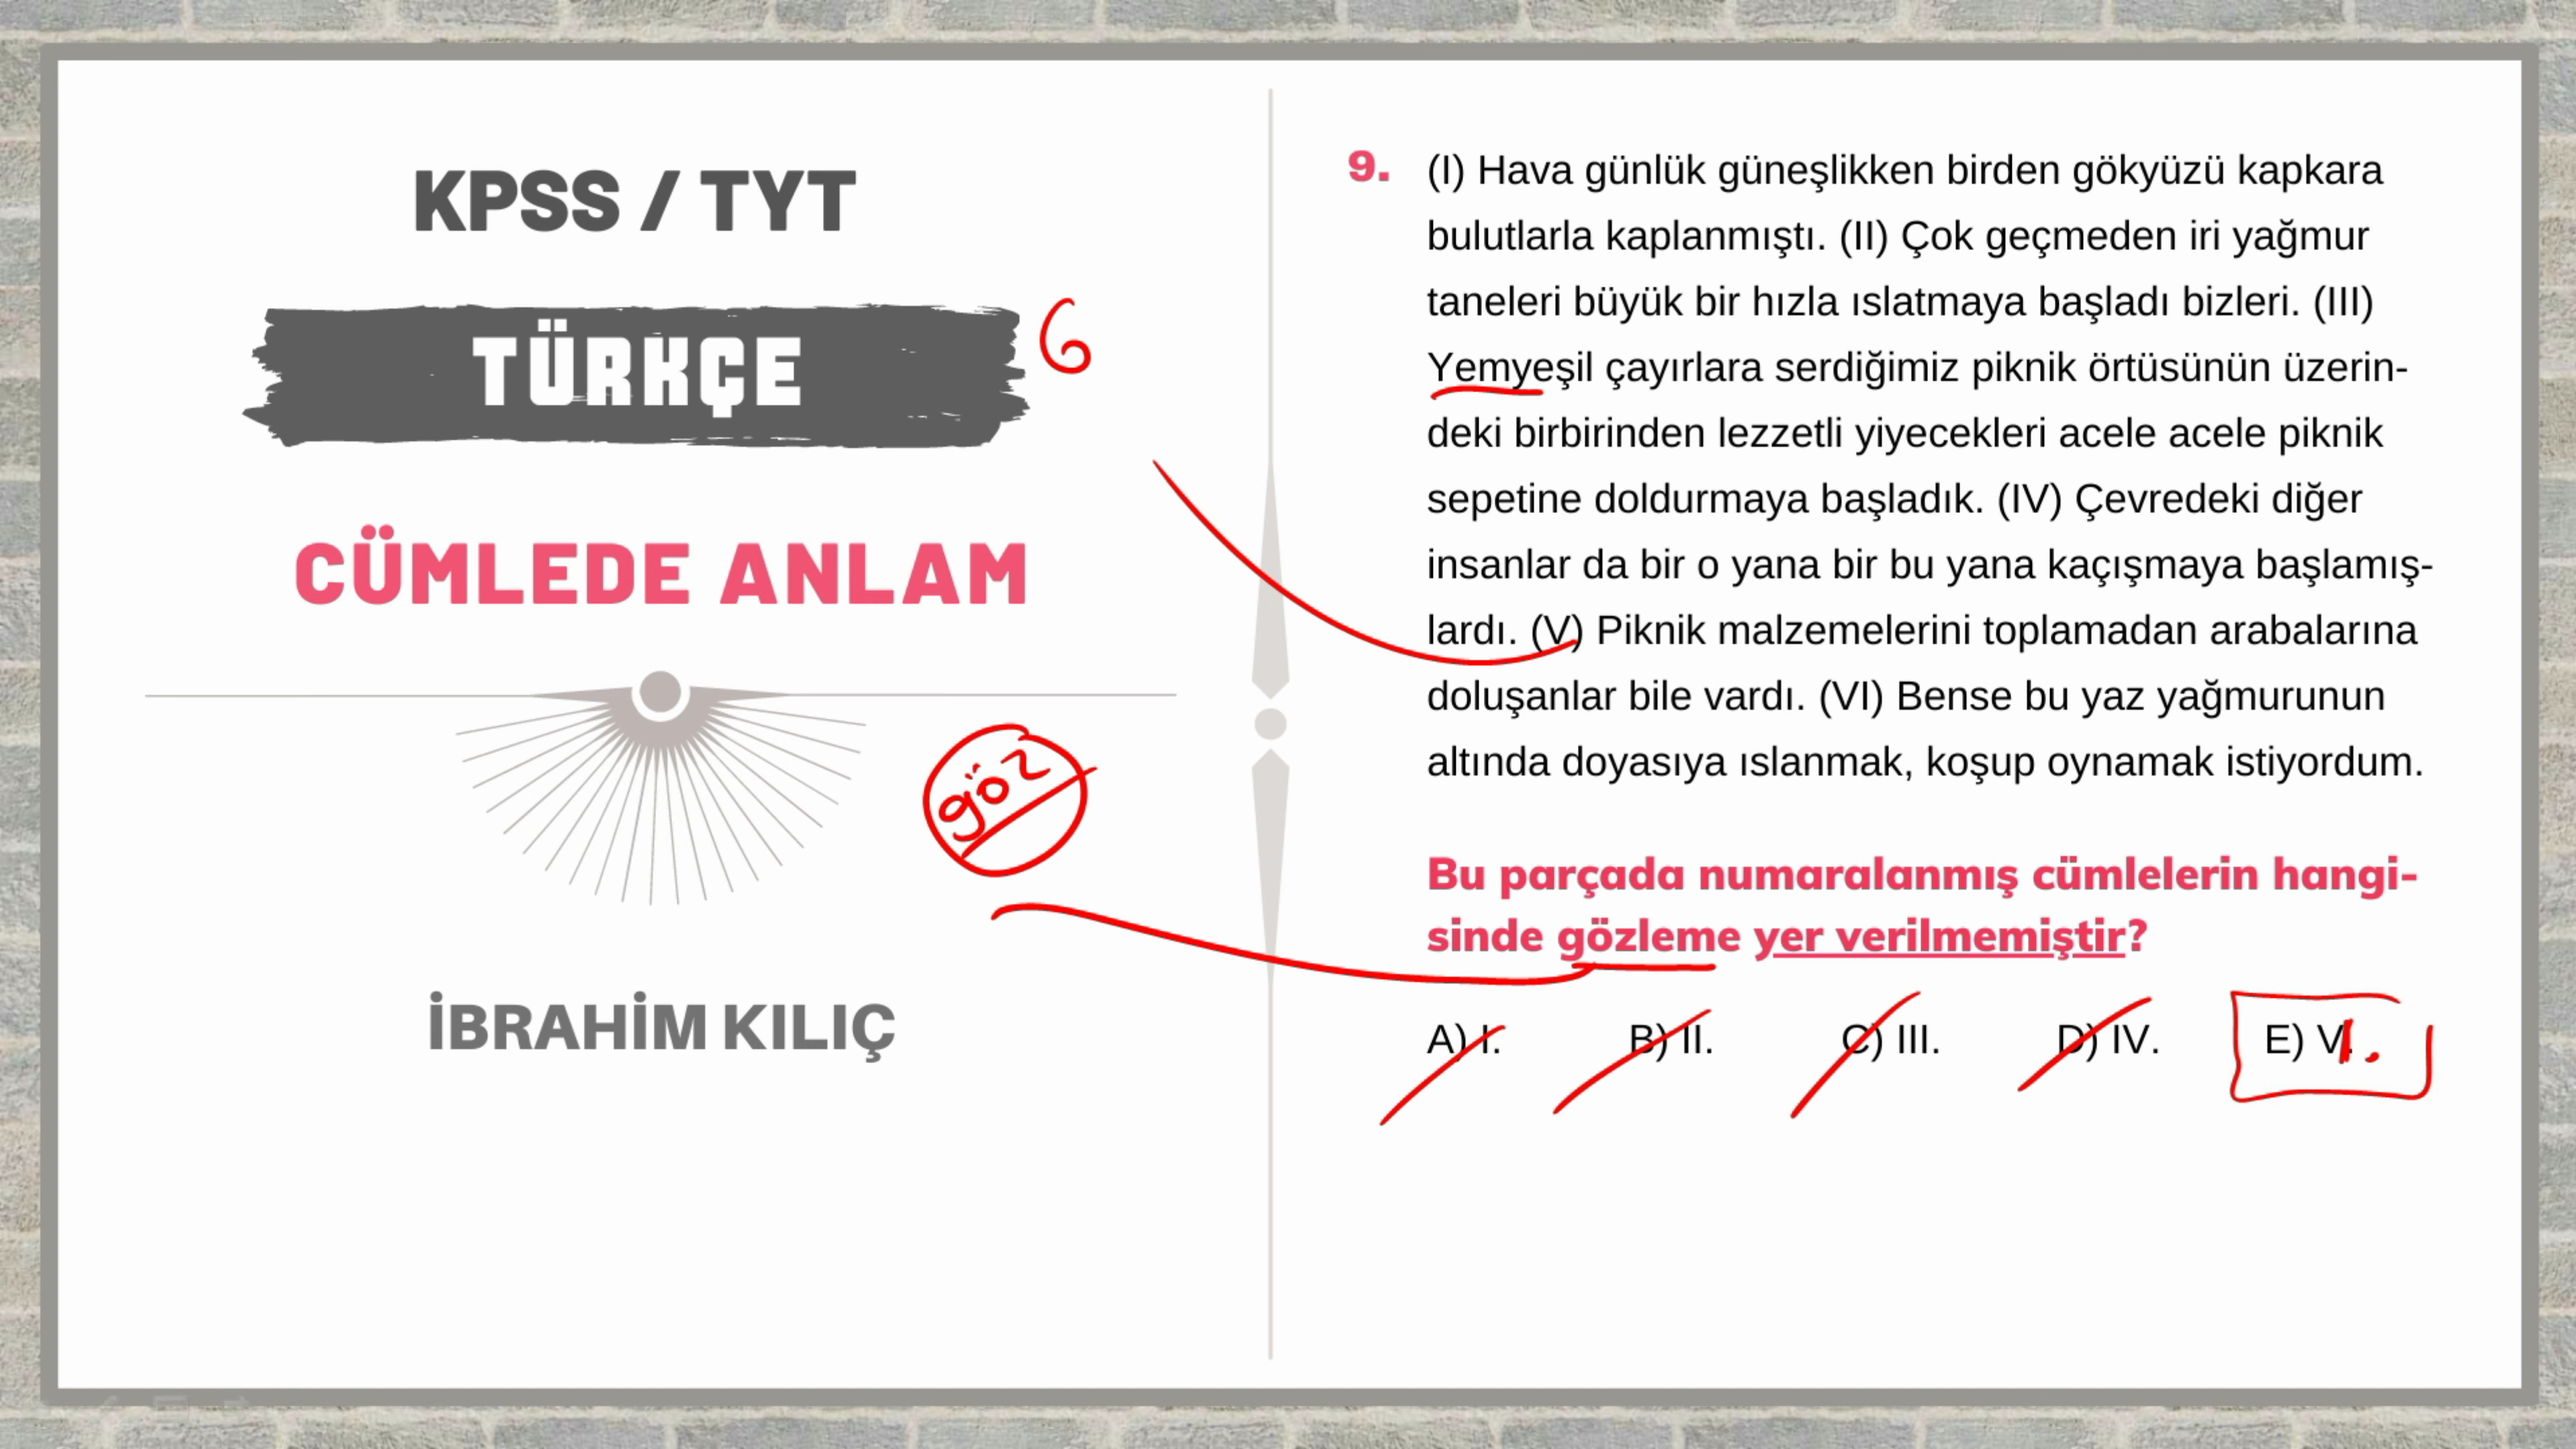 KPSS / TYT
TÜRKÇE
6
CÜMLEDE ANLAM
göz
İBRAHİM KILIÇ
9. (I) Hava günlük güneşlikken birden gökyüzü kapkara
bulutlarla kaplanmıştı. (II) Çok geçmeden iri yağmur
taneleri büyük bir hızla ıslatmaya başladı bizleri. (III)
Yemyeşil çayırlara serdiğimiz piknik örtüsünün üzerin-
deki birbirinden lezzetli yiyecekleri acele acele piknik
sepetine doldurmaya başladık. (IV) Çevredeki diğer
insanlar da bir o yana bir bu yana kaçışmaya başlamış-
lardı. (V) Piknik malzemelerini toplamadan arabalarına
doluşanlar bile vardı. (VI) Bense bu yaz yağmurunun
altında doyasıya ıslanmak, koşup oynamak istiyordum.
Bu parçada numaralanmış cümlelerin hangi-
sinde gözleme yer verilmemiştir?
A) I. B) II. C) III. D) IV. E) VI.